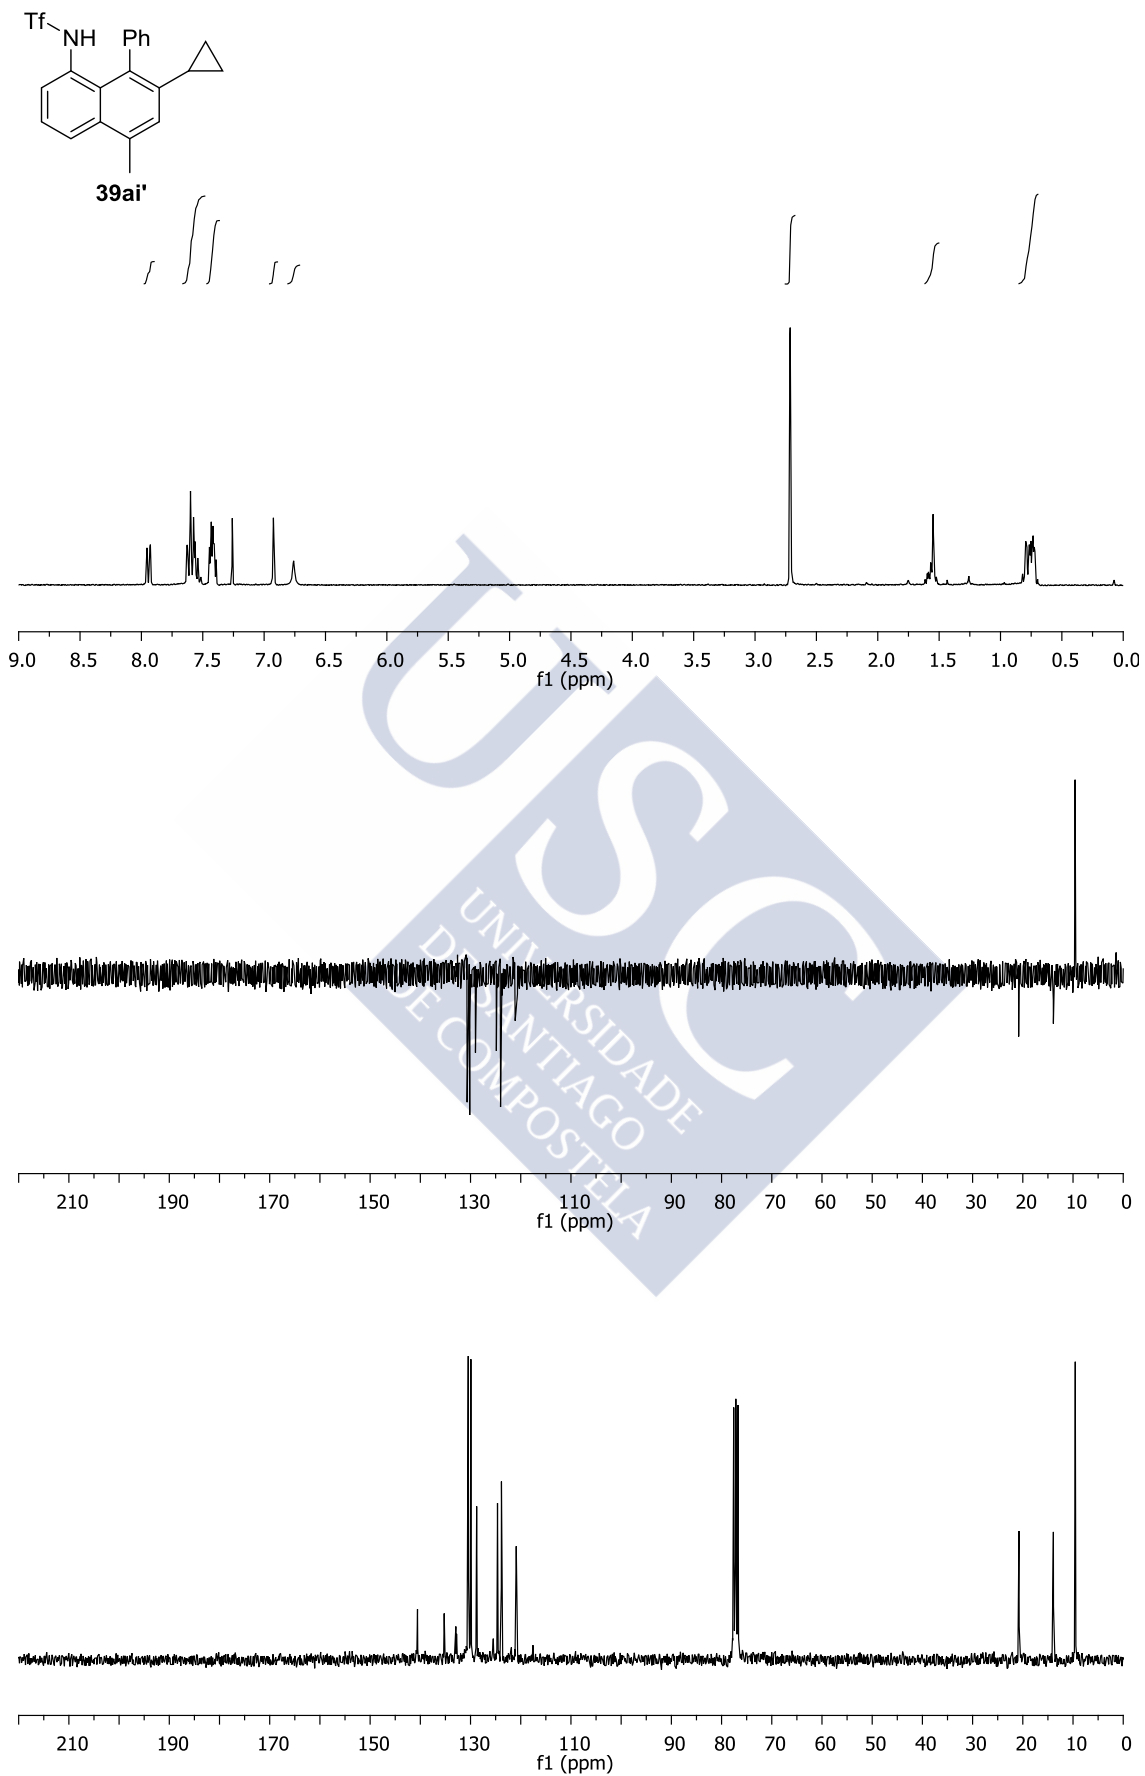 Tf
NH
Ph
39ai'
9.0 8.5 8.0 7.5 7.0 6.5 6.0 5.5 5.0 4.5 4.0 3.5 3.0 2.5 2.0 1.5 1.0 0.5 0.0
f1 (ppm)
USC
UNIVERSIDADE
DE SANTIAGO
DE COMPOSTELA
210 190 170 150 130 110 90 80 70 60 50 40 30 20 10 0
f1 (ppm)
210 190 170 150 130 110 90 80 70 60 50 40 30 20 10 0
f1 (ppm)